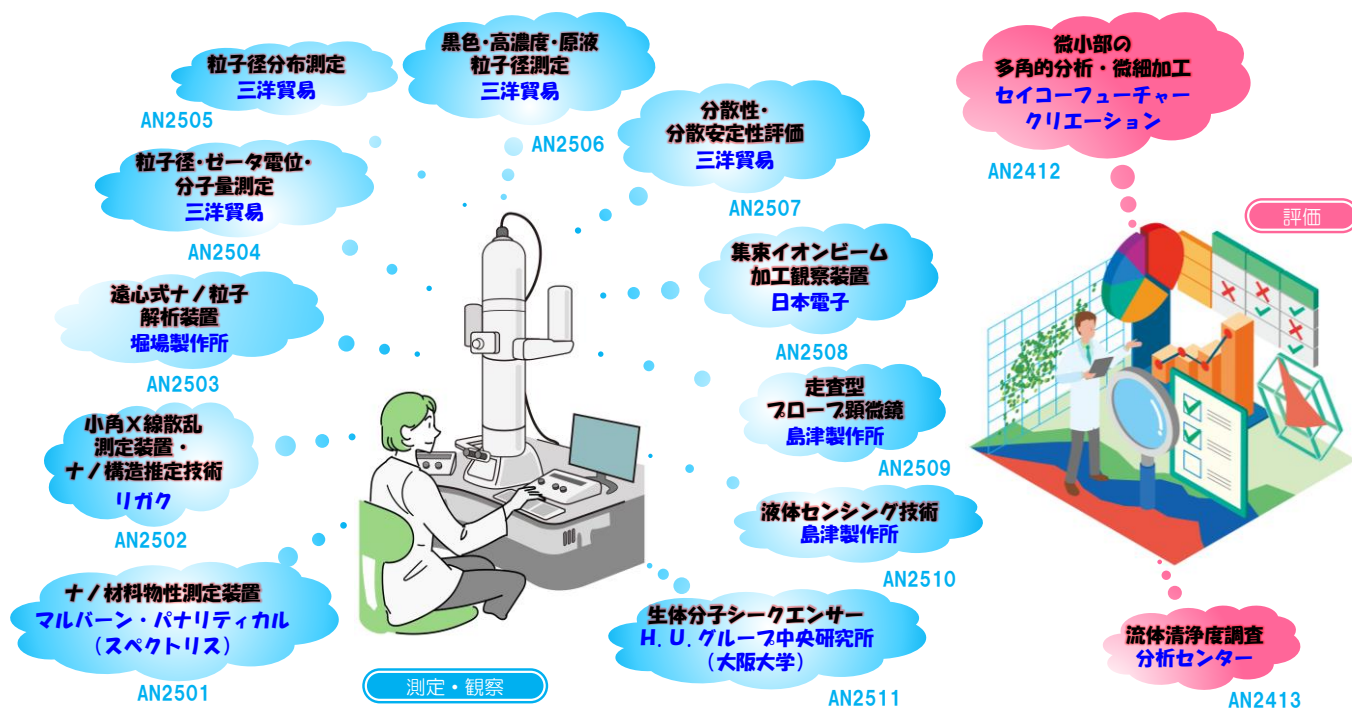 粒子径分布測定
三洋貿易
AN2505
黒色・高濃度・原液
粒子径測定
三洋貿易
AN2506
分散性・
分散安定性評価
三洋貿易
AN2507
粒子径・ゼータ電位・
分子量測定
三洋貿易
AN2504
集束イオンビーム
加工観察装置
日本電子
AN2508
遠心式ナノ粒子
解析装置
堀場製作所
AN2503
走査型
プローブ顕微鏡
島津製作所
AN2509
小角X線散乱
測定装置・
ナノ構造推定技術
リガク
AN2502
液体センシング技術
島津製作所
AN2510
ナノ材料物性測定装置
マルバーン・パナリティカル
(スペクトリス)
AN2501
生体分子シークエンサー
H.U.グループ中央研究所
(大阪大学)
AN2511
測定・観察
微小部の
多角的分析・微細加工
セイコーフューチャー
クリエーション
AN2412
評価
流体清浄度調査
分析センター
AN2413